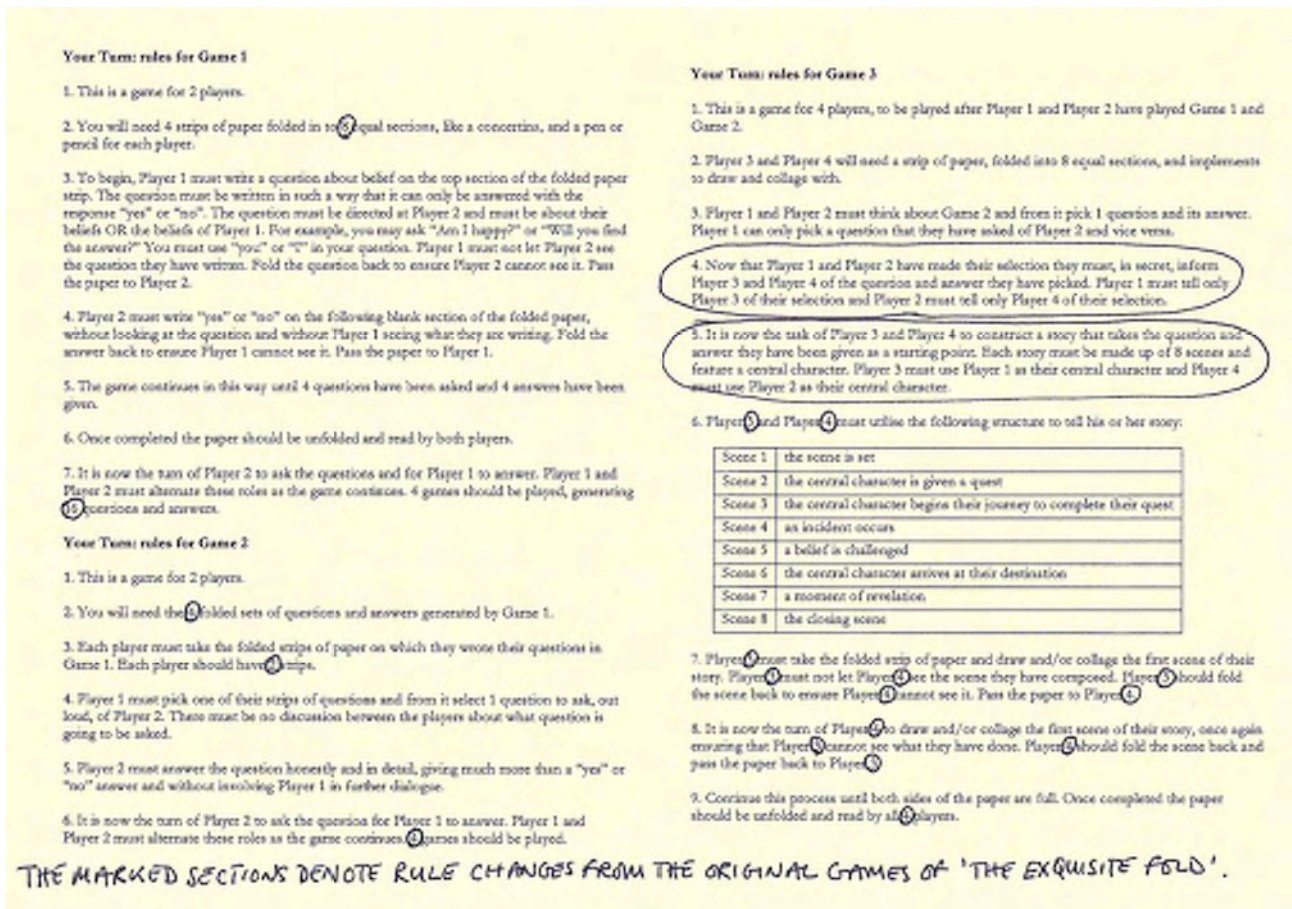 Your Turn: rules for Game 1
1. This is a game for 2 players.
2. You will need 4 strips of paper folded in to 8 equal sections, like a concertina, and a pen or
pencil for each player.
3. To begin, Player 1 must write a question about belief on the top section of the folded paper
strip. The question must be written in such a way that it can only be answered with the
response "yes" or "no". The question must be directed at Player 2 and must be about their
beliefs OR the beliefs of Player 1. For example, you may ask "Am I happy?" or "Will you find
the answer?" You must use "you" or "I" in your question. Player 1 must not let Player 2 see
the question they have written. Fold the question back to ensure Player 2 cannot see it. Pass
the paper to Player 2.
4. Player 2 must write "yes" or "no" on the following blank section of the folded paper,
without looking at the question and without Player 1 seeing what they are writing. Fold the
answer back to ensure Player 1 cannot see it. Pass the paper to Player 1.
5. The game continues in this way until 4 questions have been asked and 4 answers have been
given.
6. Once completed the paper should be unfolded and read by both players.
7. It is now the turn of Player 2 to ask the questions and for Player 1 to answer. Player 1 and
Player 2 must alternate these roles as the game continues. 4 games should be played, generating
16 questions and answers.
Your Turn: rules for Game 2
1. This is a game for 2 players.
2. You will need the 4 folded sets of questions and answers generated by Game 1.
3. Each player must take the folded strips of paper on which they wrote their questions in
Game 1. Each player should have 2 strips.
4. Player 1 must pick one of their strips of questions and from it select 1 question to ask, out
loud, of Player 2. There must be no discussion between the players about what question is
going to be asked.
5. Player 2 must answer the question honestly and in detail, giving much more than a "yes" or
"no" answer and without involving Player 1 in further dialogue.
6. It is now the turn of Player 2 to ask the question for Player 1 to answer. Player 1 and
Player 2 must alternate these roles as the game continues. 4 games should be played.
Your Turn: rules for Game 3
1. This is a game for 4 players, to be played after Player 1 and Player 2 have played Game 1 and
Game 2.
2. Player 3 and Player 4 will need a strip of paper, folded into 8 equal sections, and implements
to draw and collage with.
3. Player 1 and Player 2 must think about Game 2 and from it pick 1 question and its answer.
Player 1 can only pick a question that they have asked of Player 2 and vice versa.
4. Now that Player 1 and Player 2 have made their selection they must, in secret, inform
Player 3 and Player 4 of the question and answer they have picked. Player 1 must tell only
Player 3 of their selection and Player 2 must tell only Player 4 of their selection.
5. It is now the task of Player 3 and Player 4 to construct a story that takes the question and
answer they have been given as a starting point. Each story must be made up of 8 scenes and
feature a central character. Player 3 must use Player 1 as their central character and Player 4
must use Player 2 as their central character.
6. Player 3 and Player 4 must utilise the following structure to tell his or her story:
Scene 1 the scene is set
Scene 2 the central character is given a quest
Scene 3 the central character begins their journey to complete their quest
Scene 4 an incident occurs
Scene 5 a belief is challenged
Scene 6 the central character arrives at their destination
Scene 7 a moment of revelation
Scene 8 the closing scene
7. Player 3 must take the folded strip of paper and draw and/or collage the first scene of their
story. Player 3 must not let Player 4 see the scene they have composed. Player 3 should fold
the scene back to ensure Player 4 cannot see it. Pass the paper to Player 4.
8. It is now the turn of Player 4 to draw and/or collage the first scene of their story, once again
ensuring that Player 3 cannot see what they have done. Player 4 should fold the scene back and
pass the paper back to Player 3
9. Continue this process until both sides of the paper are full. Once completed the paper
should be unfolded and read by all 4 players.
THE MARKED SECTIONS DENOTE RULE CHANGES FROM THE ORIGINAL GAMES OF 'THE EXQUISITE FOLD'.